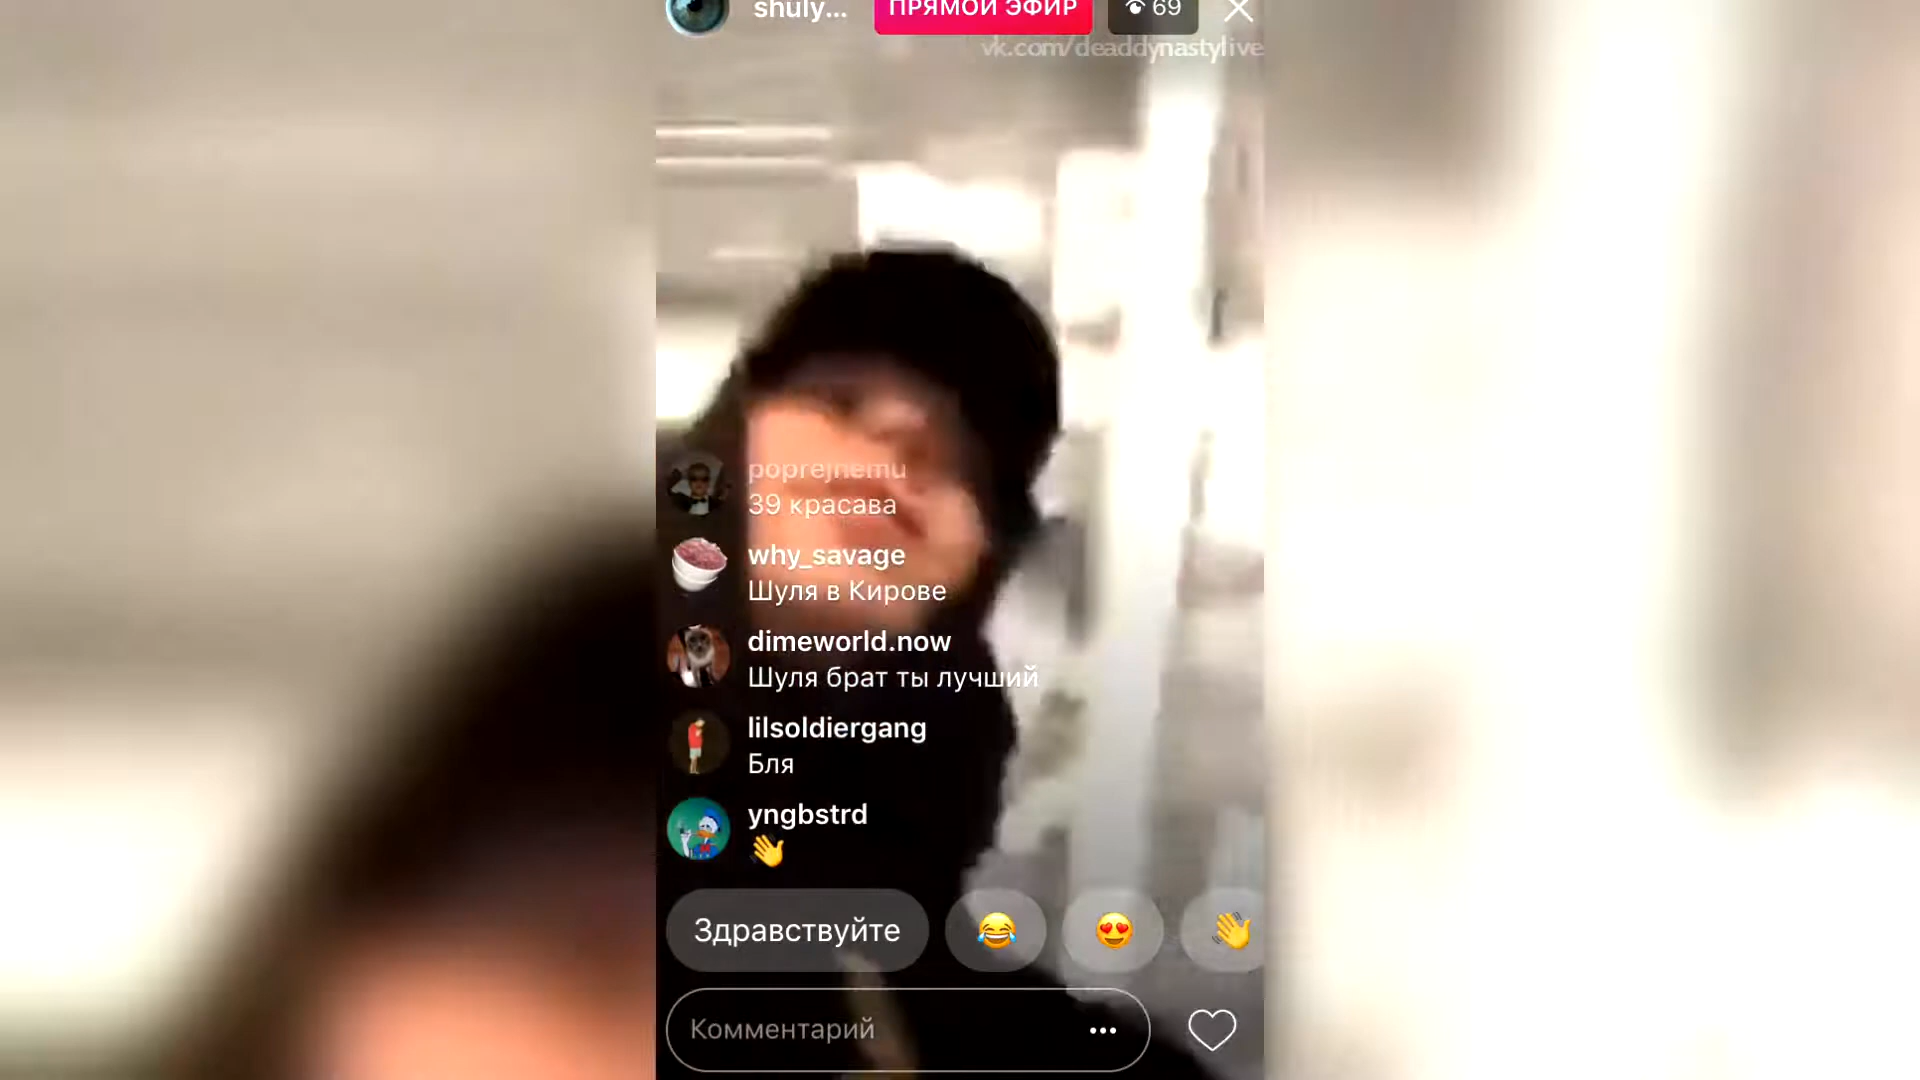 shuly...
ПРЯМОЙ ЭФИР
69
vk.com/deaddynastylive
poprejnemu
39 красава
why_savage
Шуля в Кирове
dimeworld.now
Шуля брат ты лучший
lilsoldiergang
Бля
yngbstrd
👋
Здравствуйте
😂 😍 👋
Комментарий